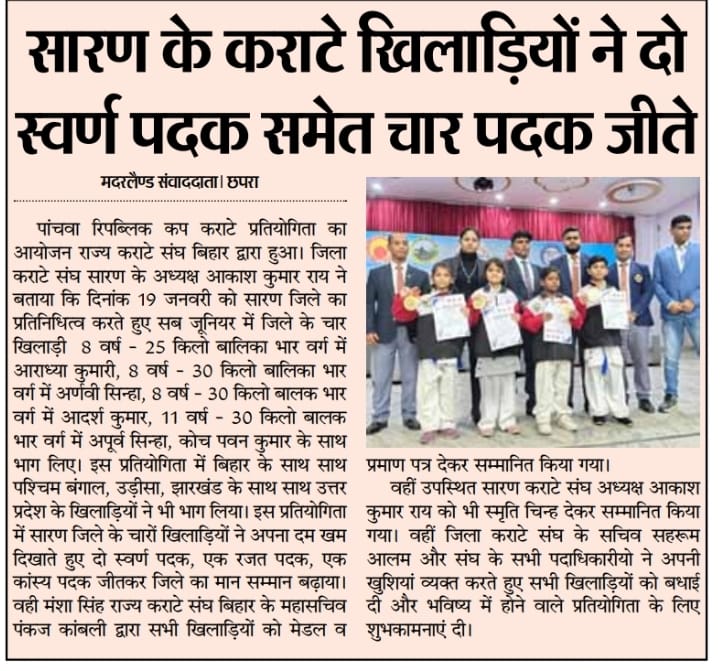 सारण के कराटे खिलाड़ियों ने दो
स्वर्ण पदक समेत चार पदक जीते
मदरलैण्ड संवाददाता। छपरा
पांचवा रिपब्लिक कप कराटे प्रतियोगिता का
आयोजन राज्य कराटे संघ बिहार द्वारा हुआ। जिला
कराटे संघ सारण के अध्यक्ष आकाश कुमार राय ने
बताया कि दिनांक 19 जनवरी को सारण जिले का
प्रतिनिधित्व करते हुए सब जूनियर में जिले के चार
खिलाड़ी 8 वर्ष - 25 किलो बालिका भार वर्ग में
आराध्या कुमारी, 8 वर्ष - 30 किलो बालिका भार
वर्ग में अर्णवी सिन्हा, 8 वर्ष - 30 किलो बालक भार
वर्ग में आदर्श कुमार, 11 वर्ष - 30 किलो बालक
भार वर्ग में अपूर्व सिन्हा, कोच पवन कुमार के साथ
भाग लिए। इस प्रतियोगिता में बिहार के साथ साथ
पश्चिम बंगाल, उड़ीसा, झारखंड के साथ साथ उत्तर
प्रदेश के खिलाड़ियों ने भी भाग लिया। इस प्रतियोगिता
में सारण जिले के चारों खिलाड़ियों ने अपना दम खम
दिखाते हुए दो स्वर्ण पदक, एक रजत पदक, एक
कांस्य पदक जीतकर जिले का मान सम्मान बढ़ाया।
वही मंशा सिंह राज्य कराटे संघ बिहार के महासचिव
पंकज कांबली द्वारा सभी खिलाड़ियों को मेडल व
प्रमाण पत्र देकर सम्मानित किया गया।
वहीं उपस्थित सारण कराटे संघ अध्यक्ष आकाश
कुमार राय को भी स्मृति चिन्ह देकर सम्मानित किया
गया। वहीं जिला कराटे संघ के सचिव सहरूम
आलम और संघ के सभी पदाधिकारीयो ने अपनी
खुशियां व्यक्त करते हुए सभी खिलाड़ियों को बधाई
दी और भविष्य में होने वाले प्रतियोगिता के लिए
शुभकामनाएं दी।